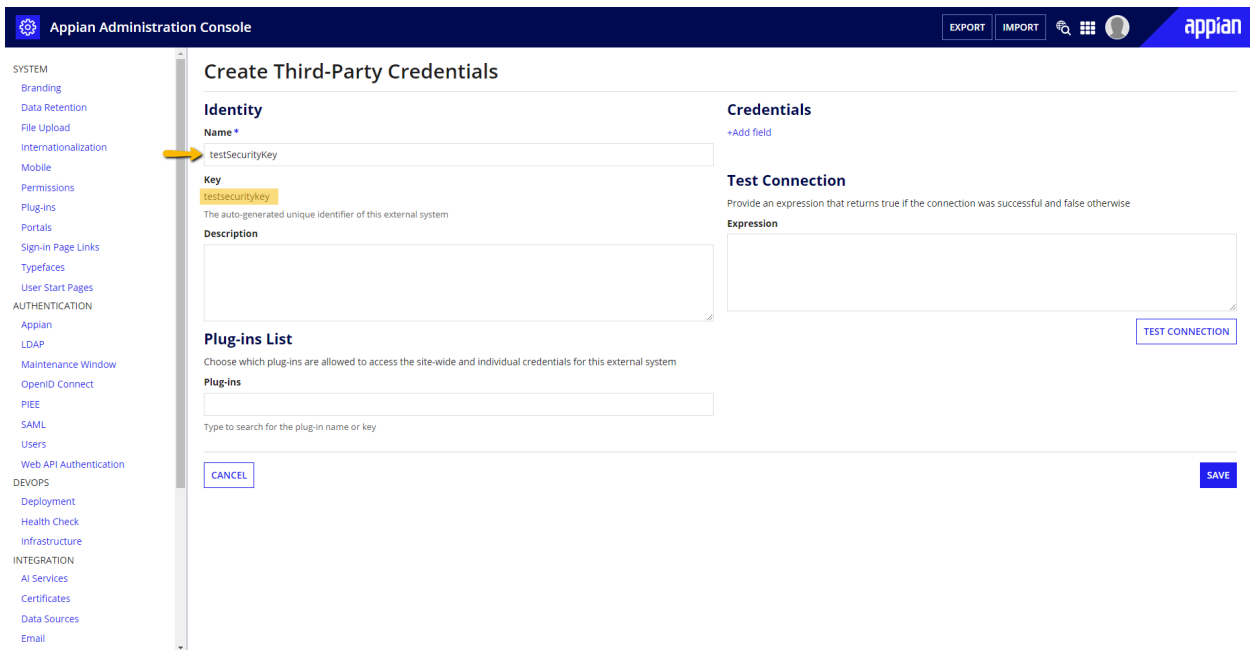 Appian Administration Console
EXPORT
IMPORT
appian
SYSTEM
Branding
Data Retention
File Upload
Internationalization
Mobile
Permissions
Plug-ins
Portals
Sign-in Page Links
Typefaces
User Start Pages
AUTHENTICATION
Appian
LDAP
Maintenance Window
OpenID Connect
PIEE
SAML
Users
Web API Authentication
DEVOPS
Deployment
Health Check
Infrastructure
INTEGRATION
AI Services
Certificates
Data Sources
Email
Create Third-Party Credentials
Identity
Name *
testSecurityKey
Key
testsecuritykey
The auto-generated unique identifier of this external system
Description
Plug-ins List
Choose which plug-ins are allowed to access the site-wide and individual credentials for this external system
Plug-ins
Type to search for the plug-in name or key
CANCEL
Credentials
+Add field
Test Connection
Provide an expression that returns true if the connection was successful and false otherwise
Expression
TEST CONNECTION
SAVE